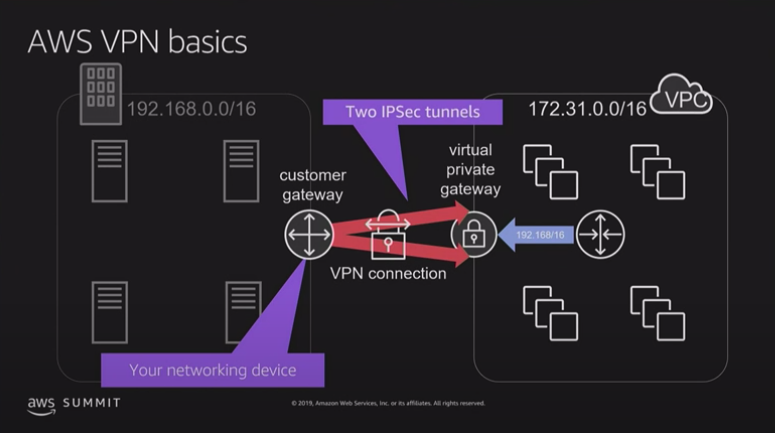 AWS VPN basics
192.168.0.0/16
Two IPSec tunnels
172.31.0.0/16
VPC
customer
gateway
virtual
private
gateway
192.168/16
VPN connection
Your networking device
aws SUMMIT
© 2019, Amazon Web Services, Inc. or its affiliates. All rights reserved.